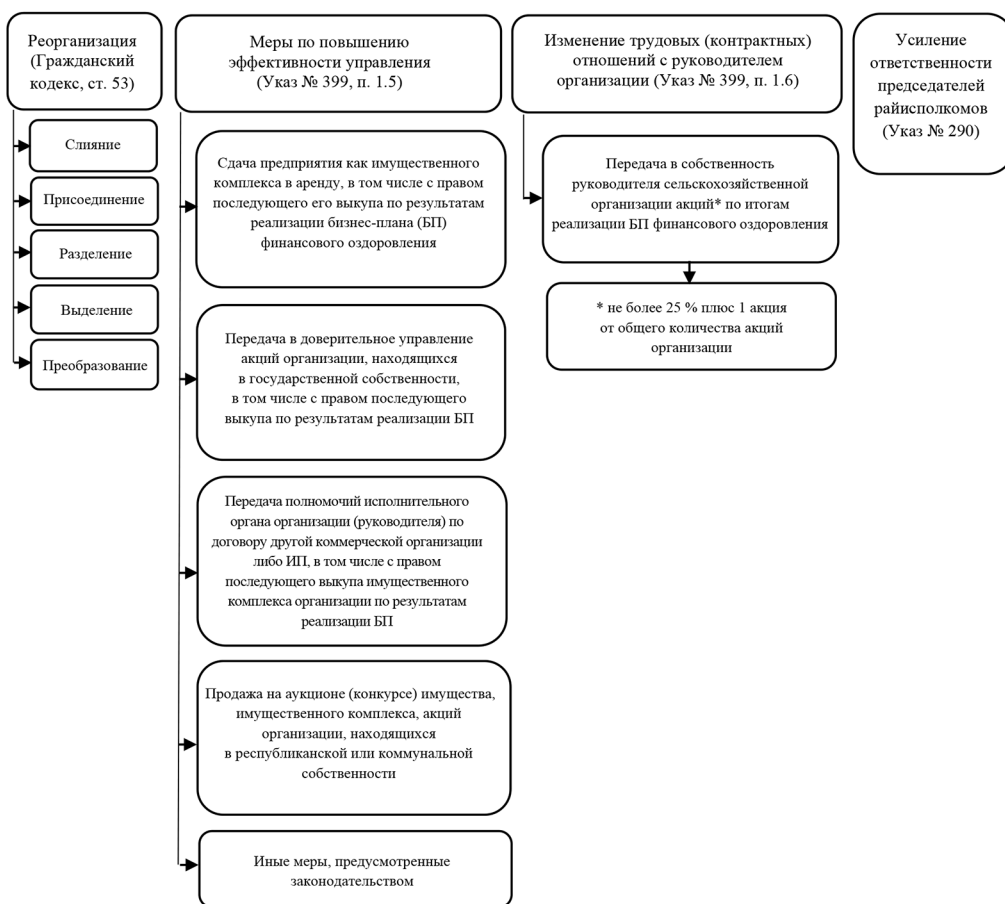 Реорганизация
(Гражданский
кодекс, ст. 53)
Слияние
Присоединение
Разделение
Выделение
Преобразование
Меры по повышению
эффективности управления
(Указ № 399, п. 1.5)
Сдача предприятия как имущественного
комплекса в аренду, в том числе с правом
последующего его выкупа по результатам
реализации бизнес-плана (БП)
финансового оздоровления
Передача в доверительное управление
акций организации, находящихся
в государственной собственности,
в том числе с правом последующего
выкупа по результатам реализации БП
Передача полномочий исполнительного
органа организации (руководителя) по
договору другой коммерческой организации
либо ИП, в том числе с правом
последующего выкупа имущественного
комплекса организации по результатам
реализации БП
Продажа на аукционе (конкурсе) имущества,
имущественного комплекса, акций
организации, находящихся
в республиканской или коммунальной
собственности
Иные меры, предусмотренные
законодательством
Изменение трудовых (контрактных)
отношений с руководителем
организации (Указ № 399, п. 1.6)
Передача в собственность
руководителя сельскохозяйственной
организации акций* по итогам
реализации БП финансового оздоровления
* не более 25 % плюс 1 акция
от общего количества акций
организации
Усиление
ответственности
председателей
райисполкомов
(Указ № 290)